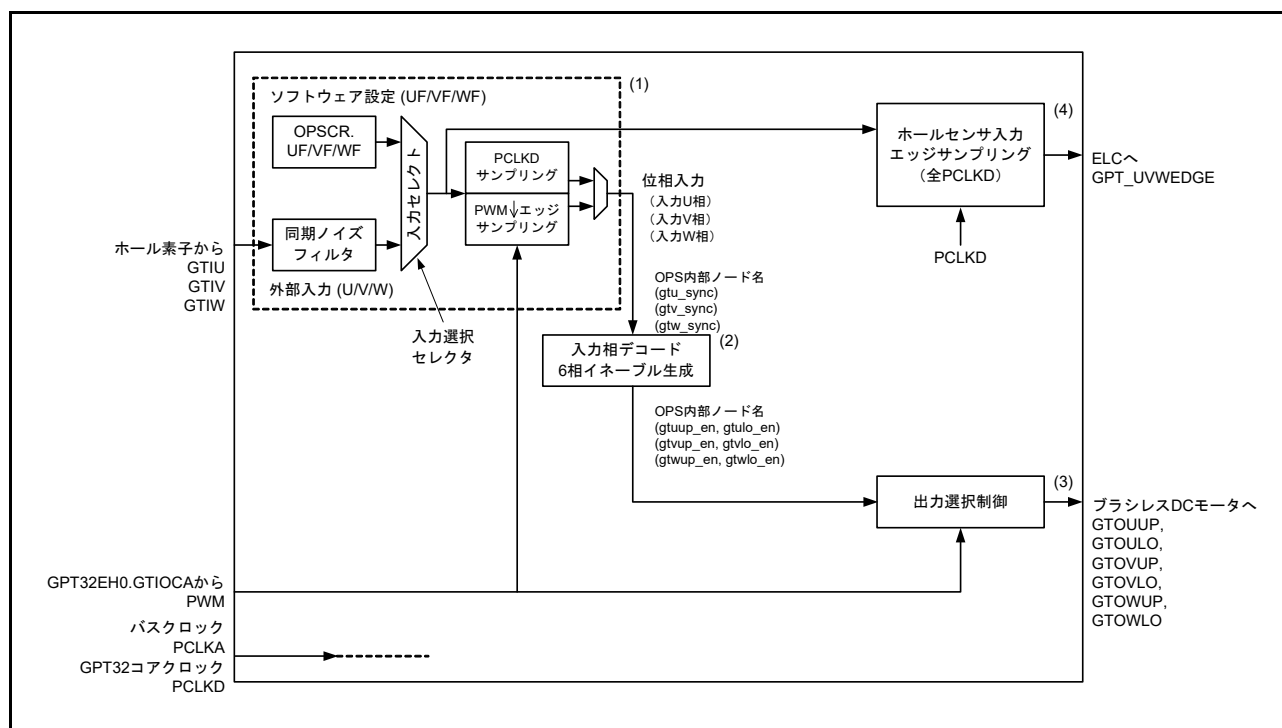 (1)
ソフトウェア設定 (UF/VF/WF)
OPSCR.
UF/VF/WF
入力セレクト
PCLKD
サンプリング
PWM↓エッジ
サンプリング
同期ノイズ
フィルタ
外部入力 (U/V/W)
ホール素子から
GTIU
GTIV
GTIW
入力選択
セレクタ
位相入力
(入力U相)
(入力V相)
(入力W相)
OPS内部ノード名
(gtu_sync)
(gtv_sync)
(gtw_sync)
(2)
入力相デコード
6相イネーブル生成
OPS内部ノード名
(gtuup_en, gtulo_en)
(gtvup_en, gtvlo_en)
(gtwup_en, gtwlo_en)
(4)
ホールセンサ入力
エッジサンプリング
(全PCLKD)
PCLKD
ELCへ
GPT_UVWEDGE
(3)
出力選択制御
ブラシレスDCモータへ
GTOUUP,
GTOULO,
GTOVUP,
GTOVLO,
GTOWUP,
GTOWLO
GPT32EH0.GTIOCAから
PWM
バスクロック
PCLKA
GPT32コアクロック
PCLKD